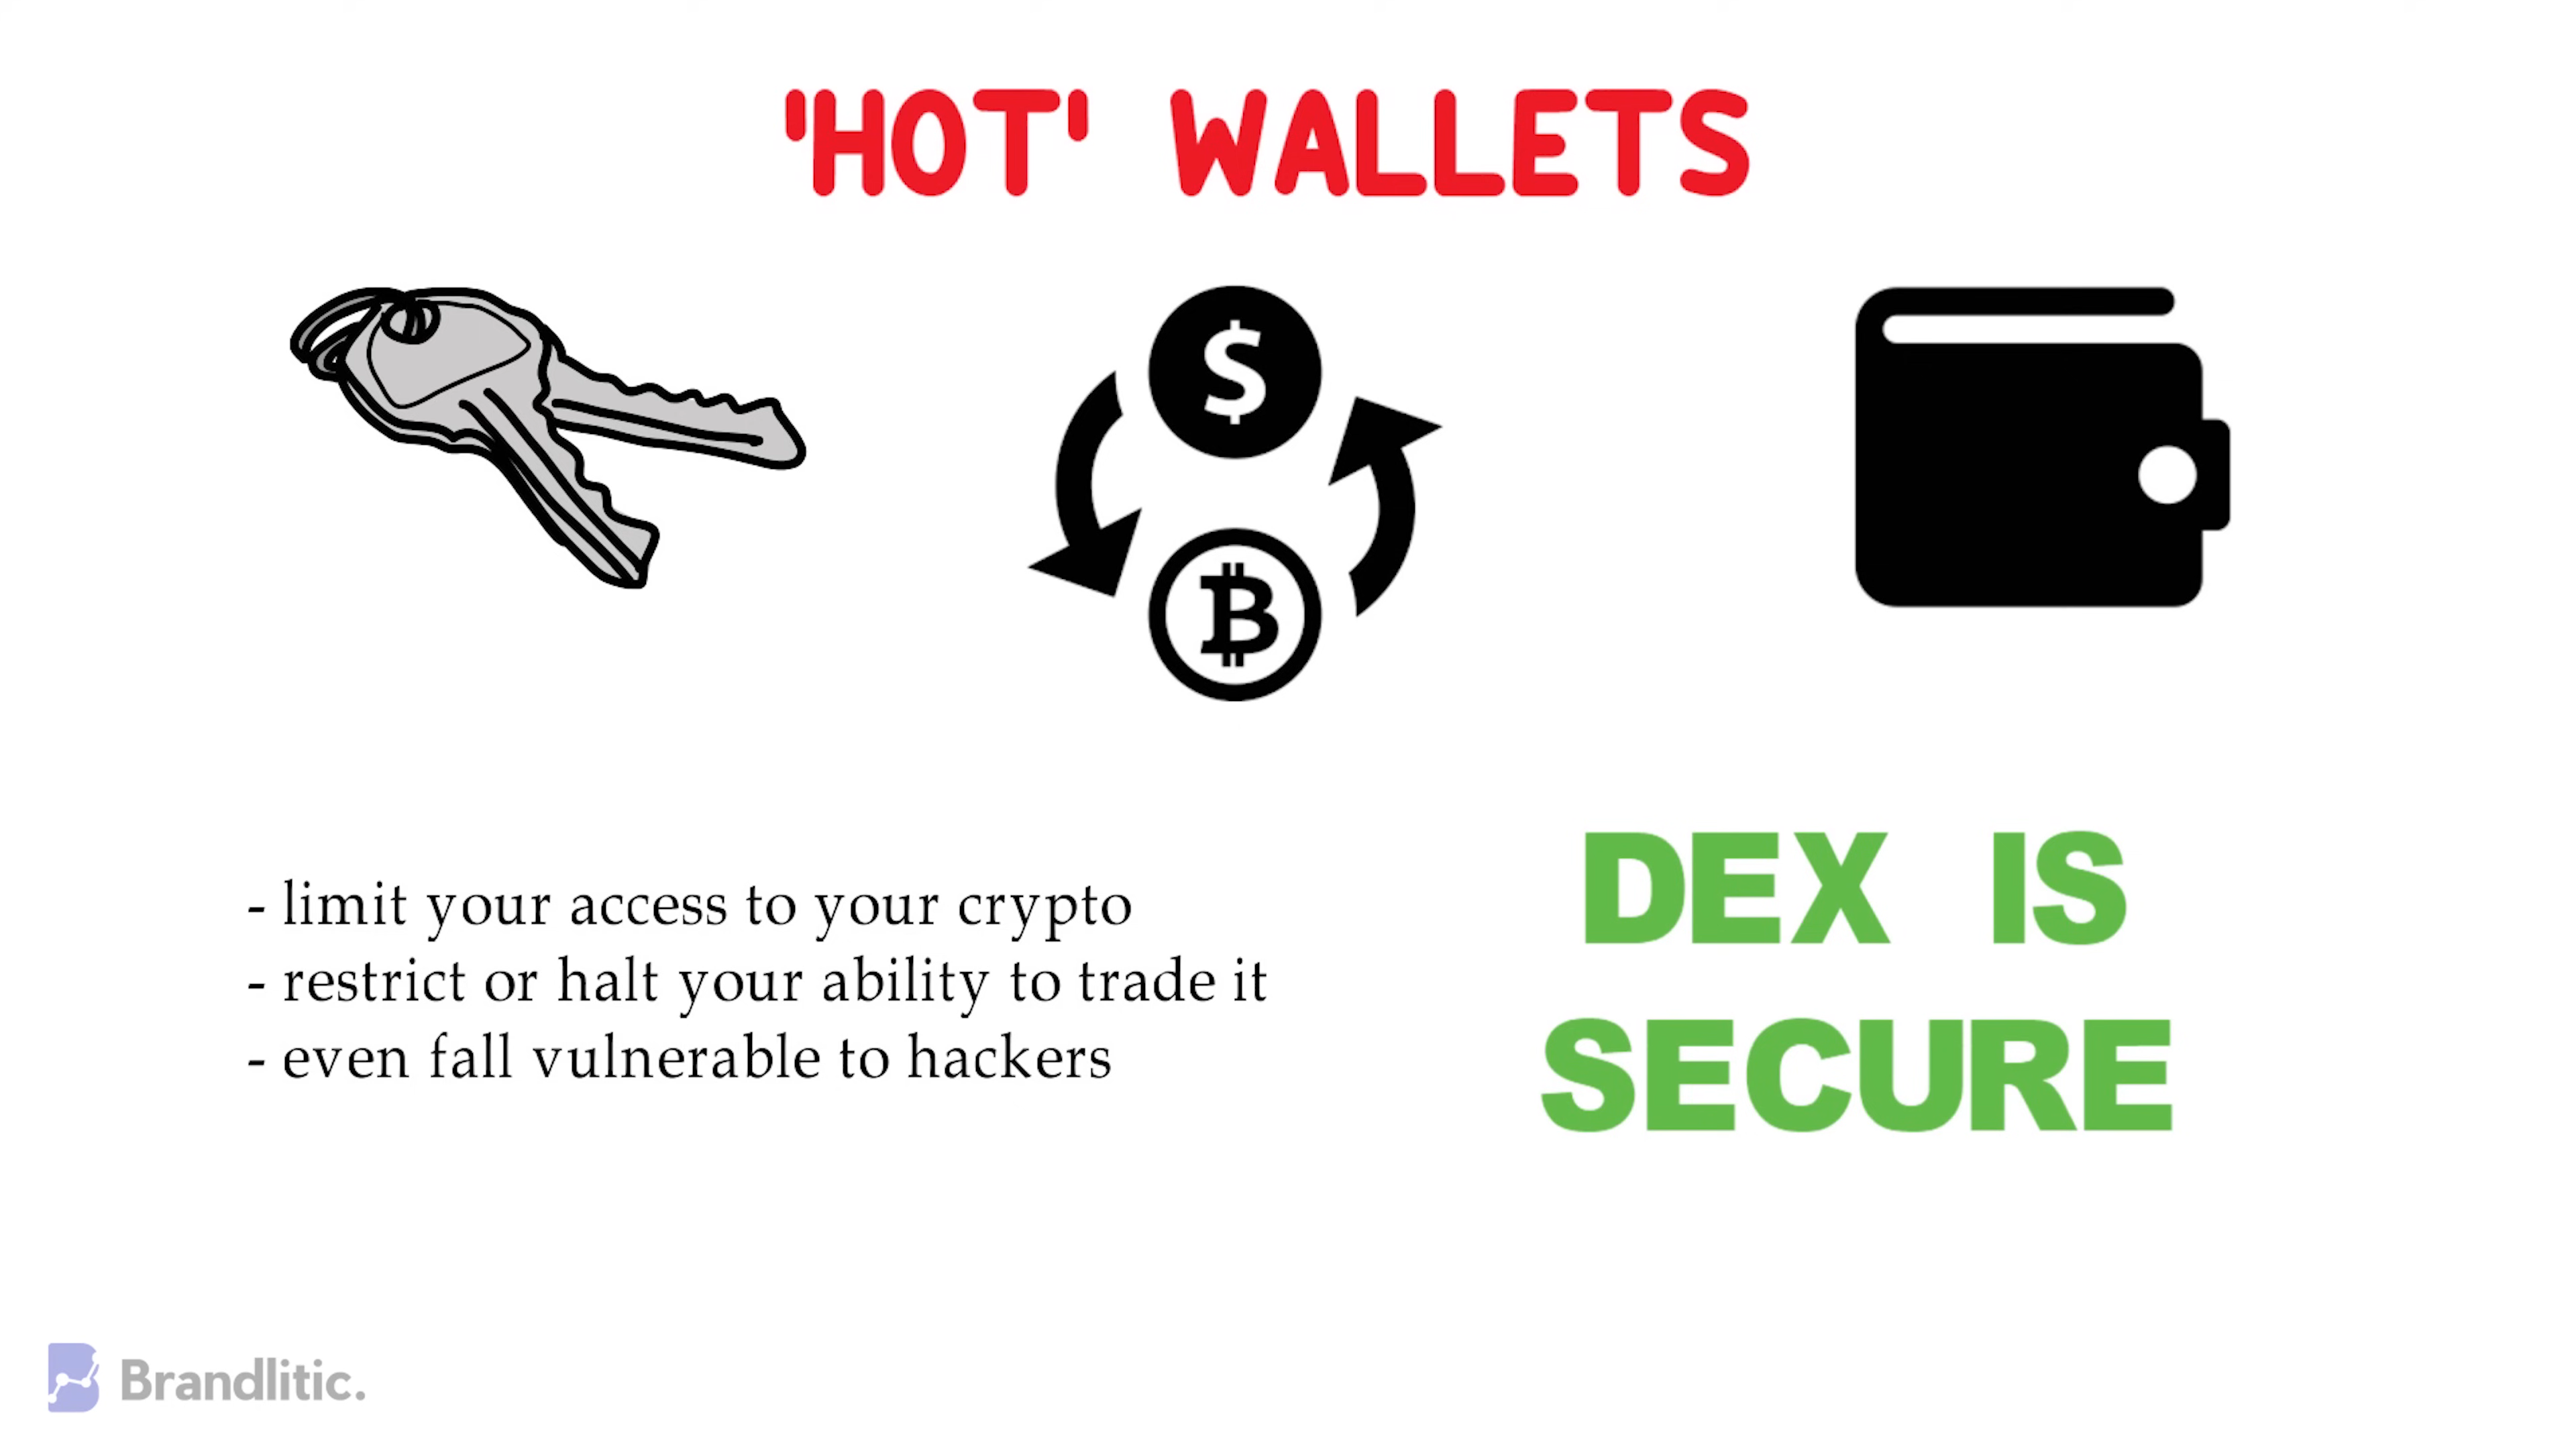 'HOT' WALLETS
$
B
- limit your access to your crypto
- restrict or halt your ability to trade it
- even fall vulnerable to hackers
DEX IS
SECURE
Brandlitic.